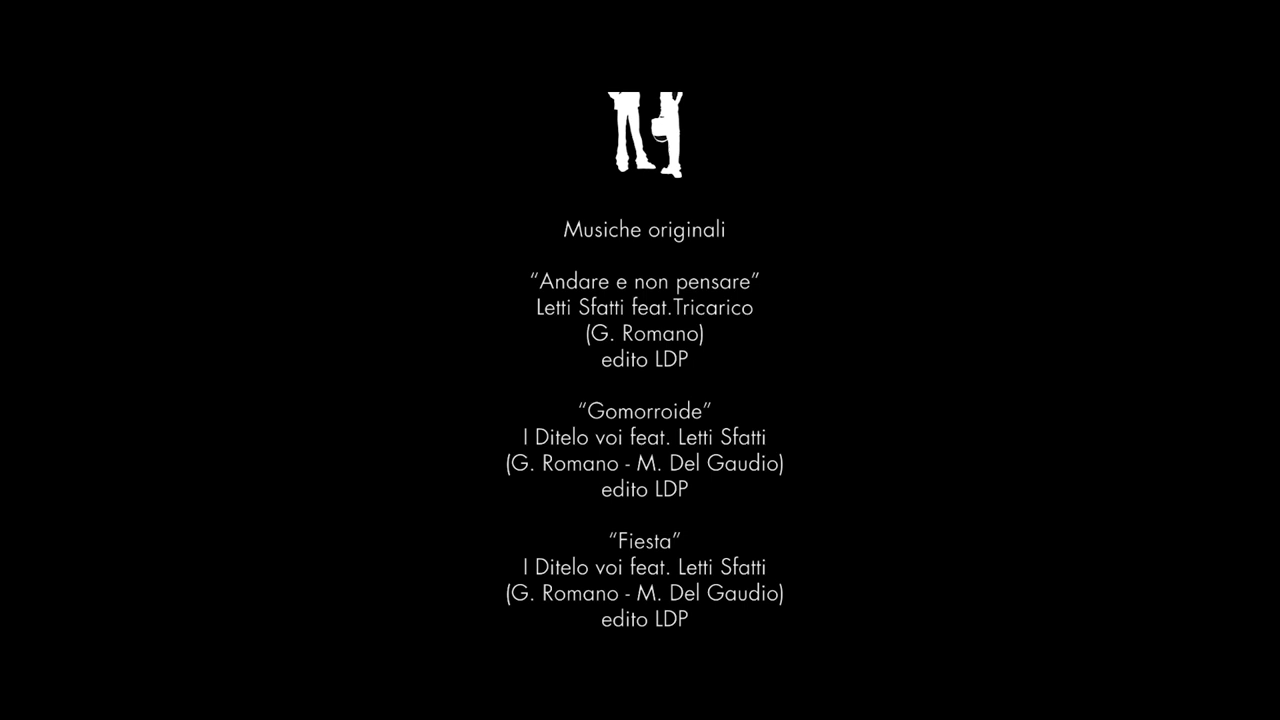 Musiche originali
“Andare e non pensare”
Letti Sfatti feat.Tricarico
(G. Romano)
edito LDP
“Gomorroide”
I Ditelo voi feat. Letti Sfatti
(G. Romano - M. Del Gaudio)
edito LDP
“Fiesta”
I Ditelo voi feat. Letti Sfatti
(G. Romano - M. Del Gaudio)
edito LDP